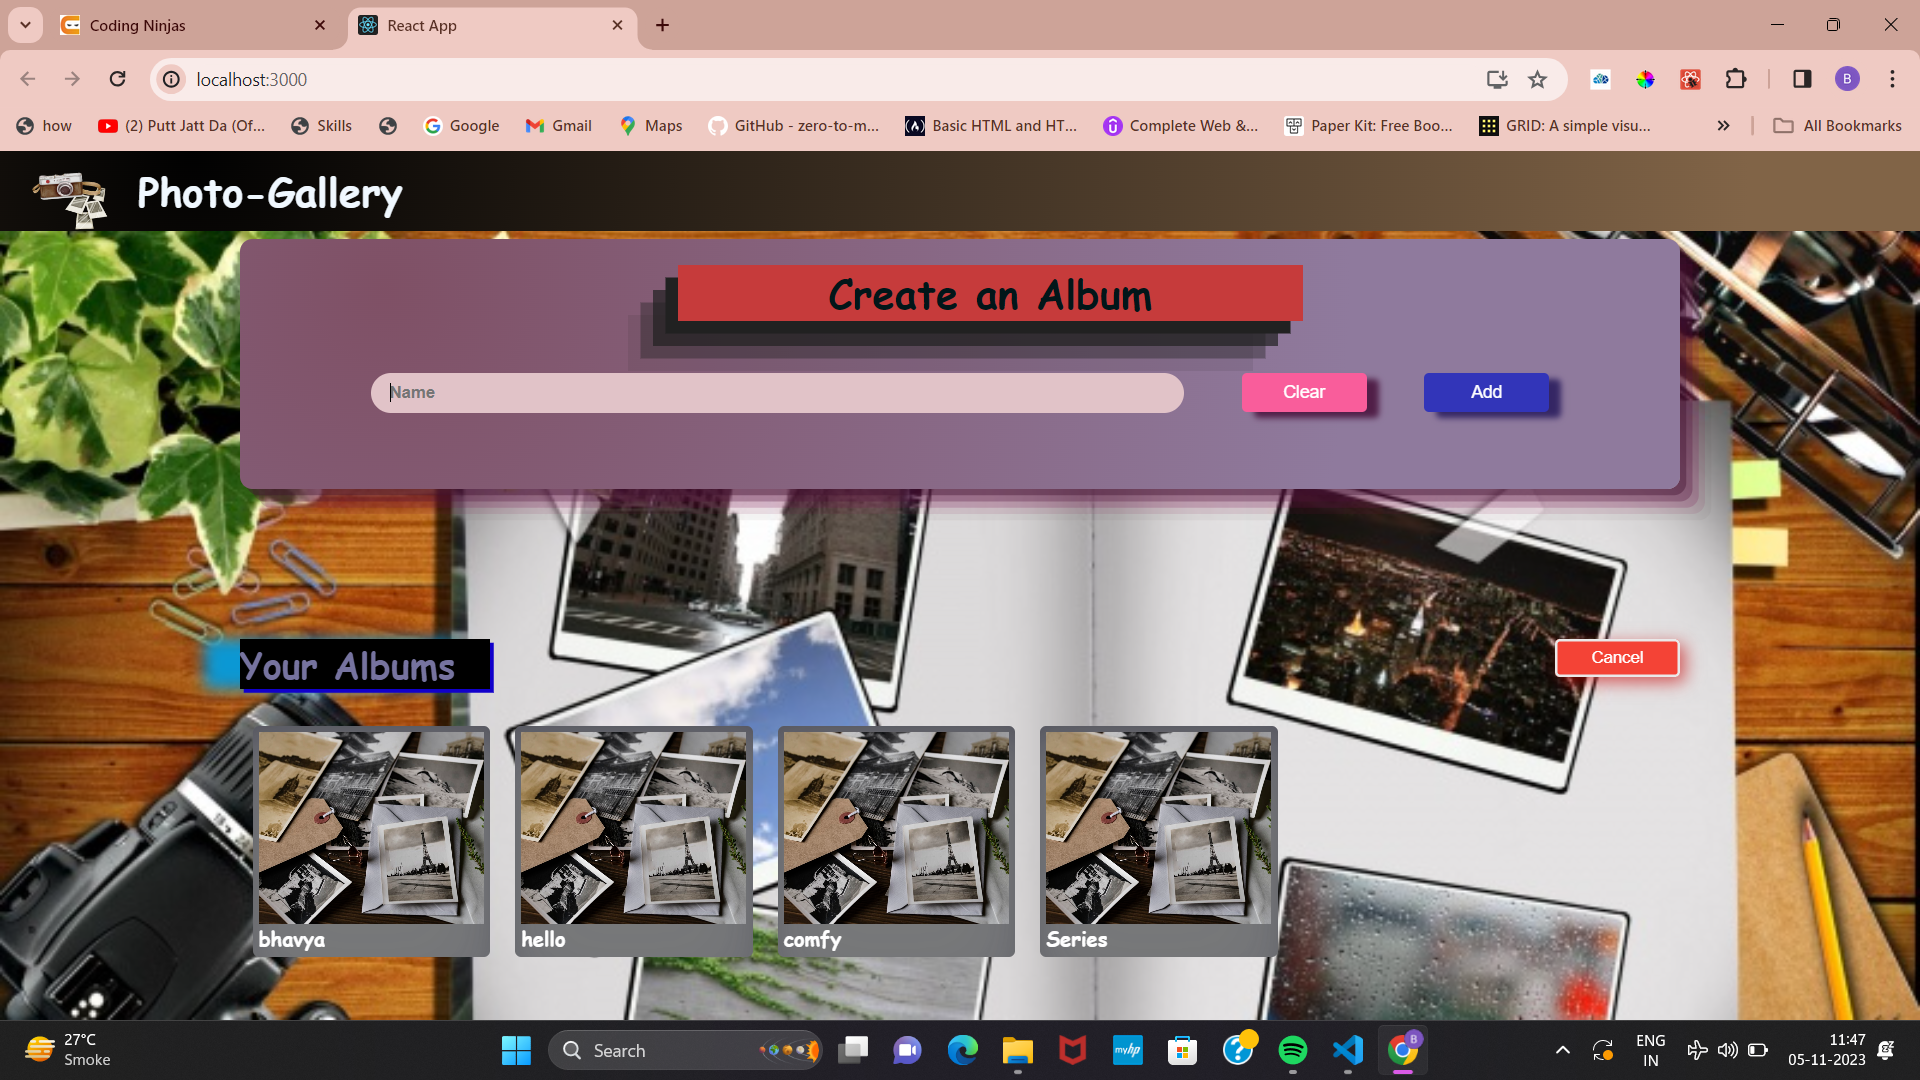 Coding Ninjas
React App
localhost:3000
how
(2) Putt Jatt Da (Of...
Skills
Google
Gmail
Maps
GitHub - zero-to-m...
Basic HTML and HT...
Complete Web &...
Paper Kit: Free Boo...
GRID: A simple visu...
All Bookmarks
B
Photo-Gallery
Create an Album
Name
Clear
Add
Your Albums
Cancel
bhavya
hello
comfy
Series
27°C
Smoke
Search
myhp
B
ENG
IN
11:47
05-11-2023